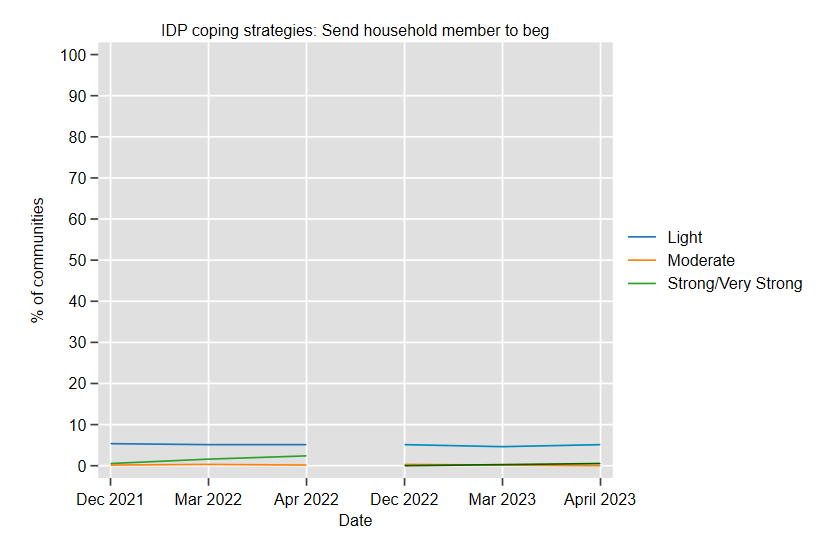 IDP coping strategies: Send household member to beg
100
90
80
70
60
50
40
30
20
10
0
% of communities
Dec 2021 Mar 2022 Apr 2022 Dec 2022 Mar 2023 April 2023
Date
Light
Moderate
Strong/Very Strong